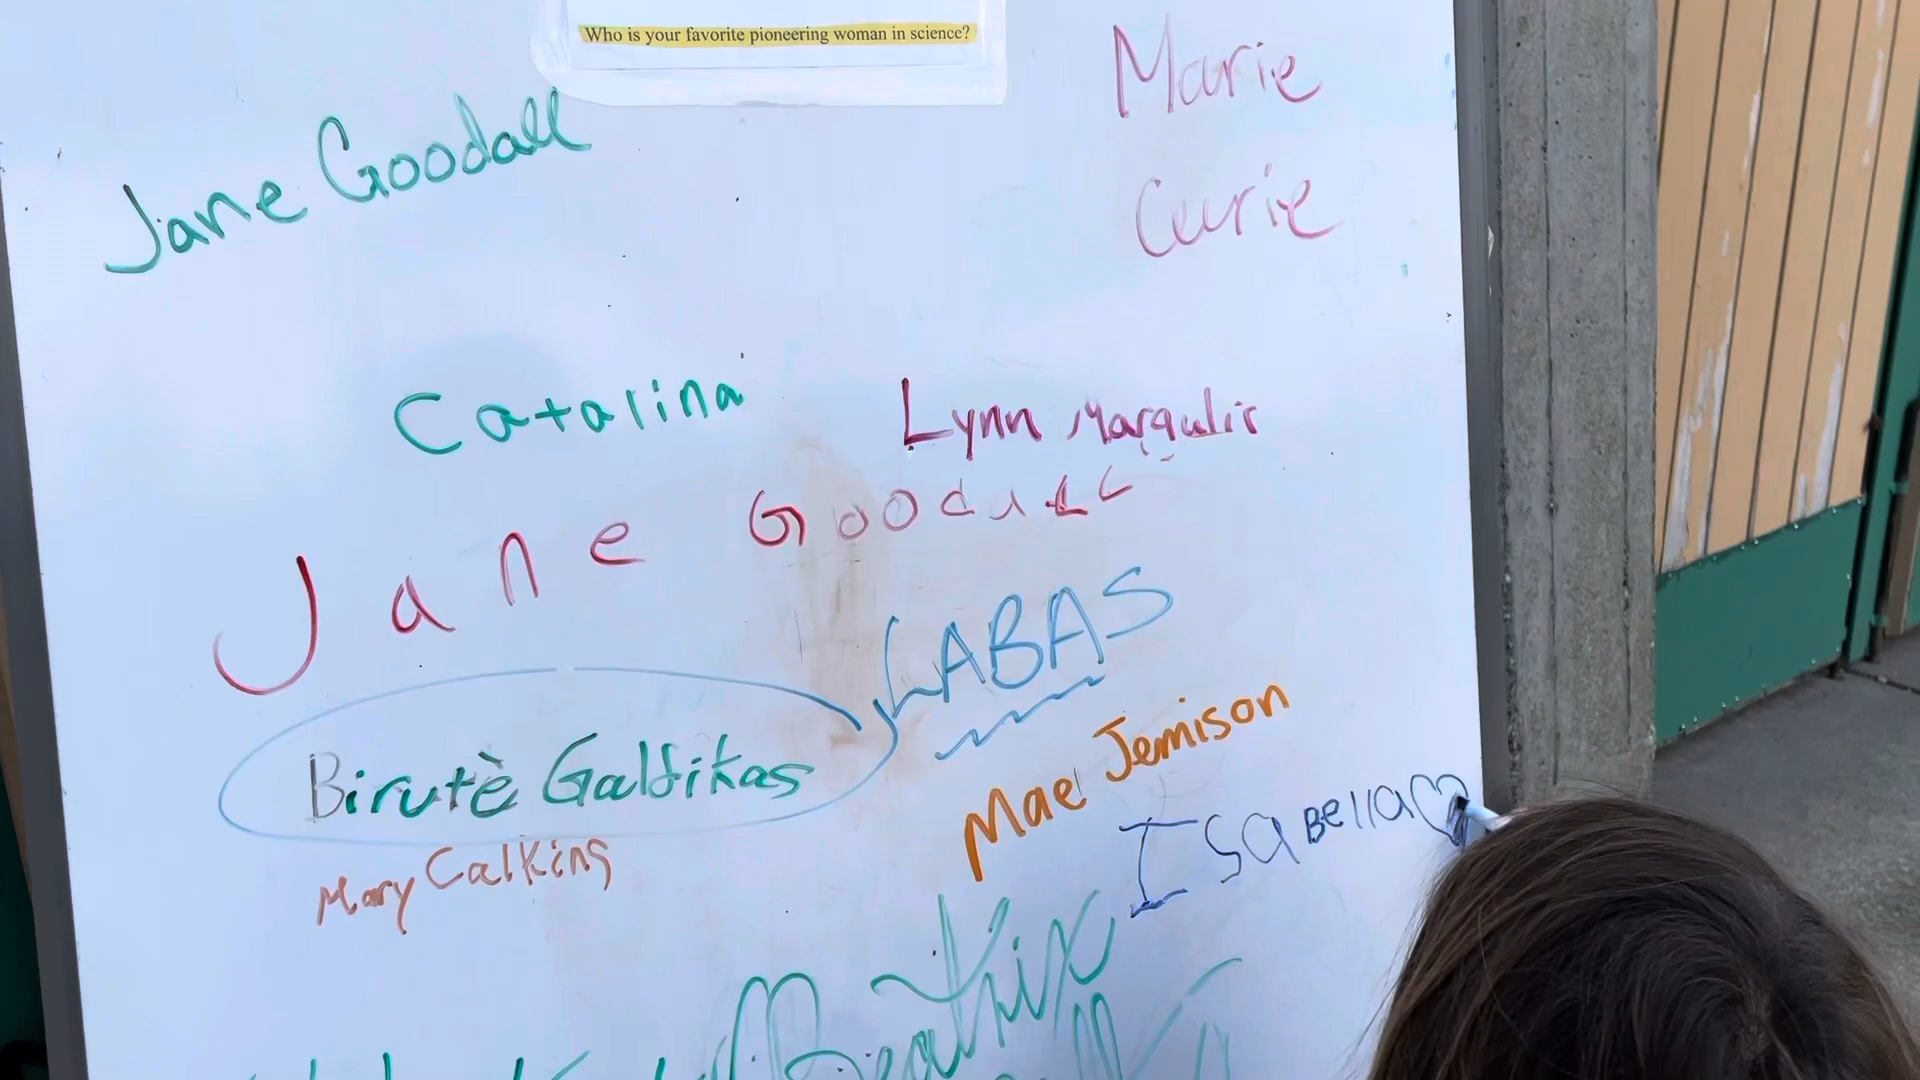 Who is your favorite pioneering woman in science?
Marie
Curie
Jane Goodall
Catalina
Lynn Margulis
Jane Goodall
LABAS
Birutè Galdikas
Mae Jemison
Isabella♡
Mary Calkins
Beatrix